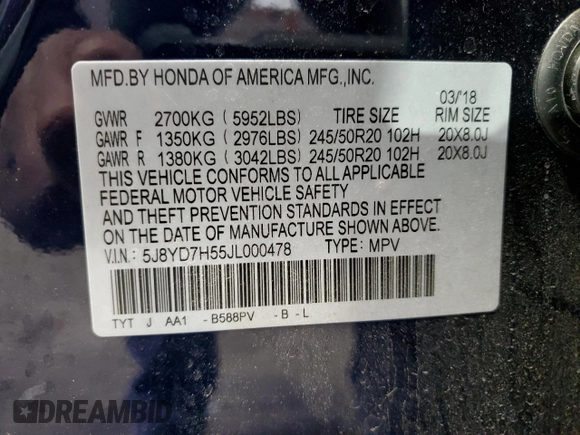 MFD.BY HONDA OF AMERICA MFG.,INC.
03/'18
GVWR 2700KG ( 5952LBS) TIRE SIZE RIM SIZE
GAWR F 1350KG ( 2976LBS) 245/50R20 102H 20X8.0J
GAWR R 1380KG ( 3042LBS) 245/50R20 102H 20X8.0J
THIS VEHICLE CONFORMS TO ALL APPLICABLE
FEDERAL MOTOR VEHICLE SAFETY
AND THEFT PREVENTION STANDARDS IN EFFECT
ON THE DATE OF MANUFACTURE SHOWN ABOVE.
V.I.N.: 5J8YD7H55JL000478 TYPE: MPV
TYT J AA1 -B588PV -B-L
DREAMBID